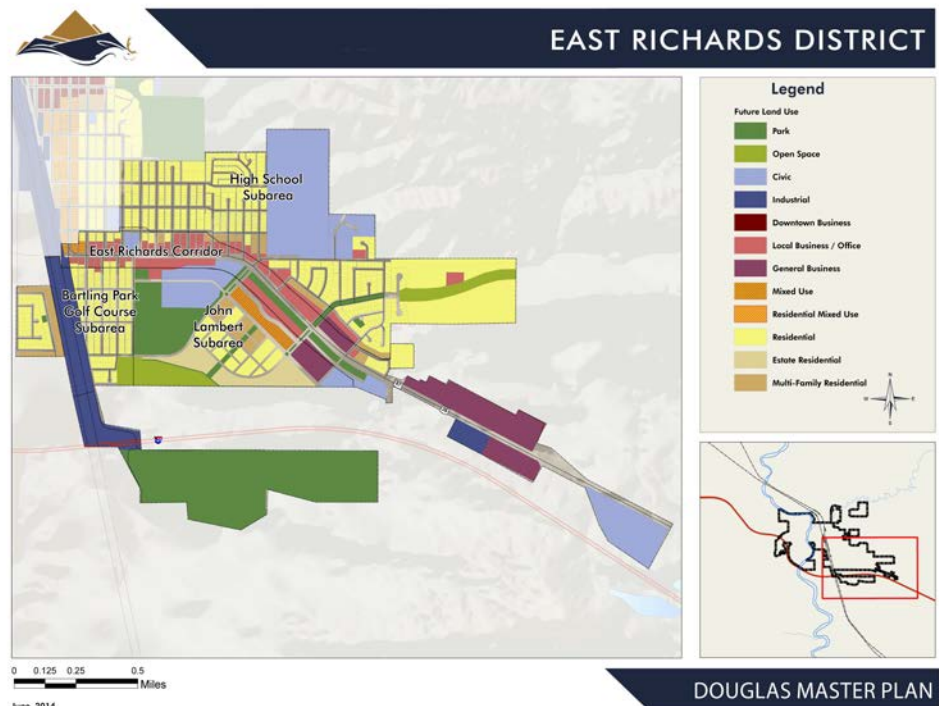 EAST RICHARDS DISTRICT
High School
Subarea
East Richards Corridor
Bartling Park
Golf Course
Subarea
John
Lambert
Subarea
Legend
Future Land Use
Park
Open Space
Civic
Industrial
Downtown Business
Local Business / Office
General Business
Mixed Use
Residential Mixed Use
Residential
Estate Residential
Multi-Family Residential
N
W
E
S
0 0.125 0.25 0.5
Miles
June, 2014
DOUGLAS MASTER PLAN